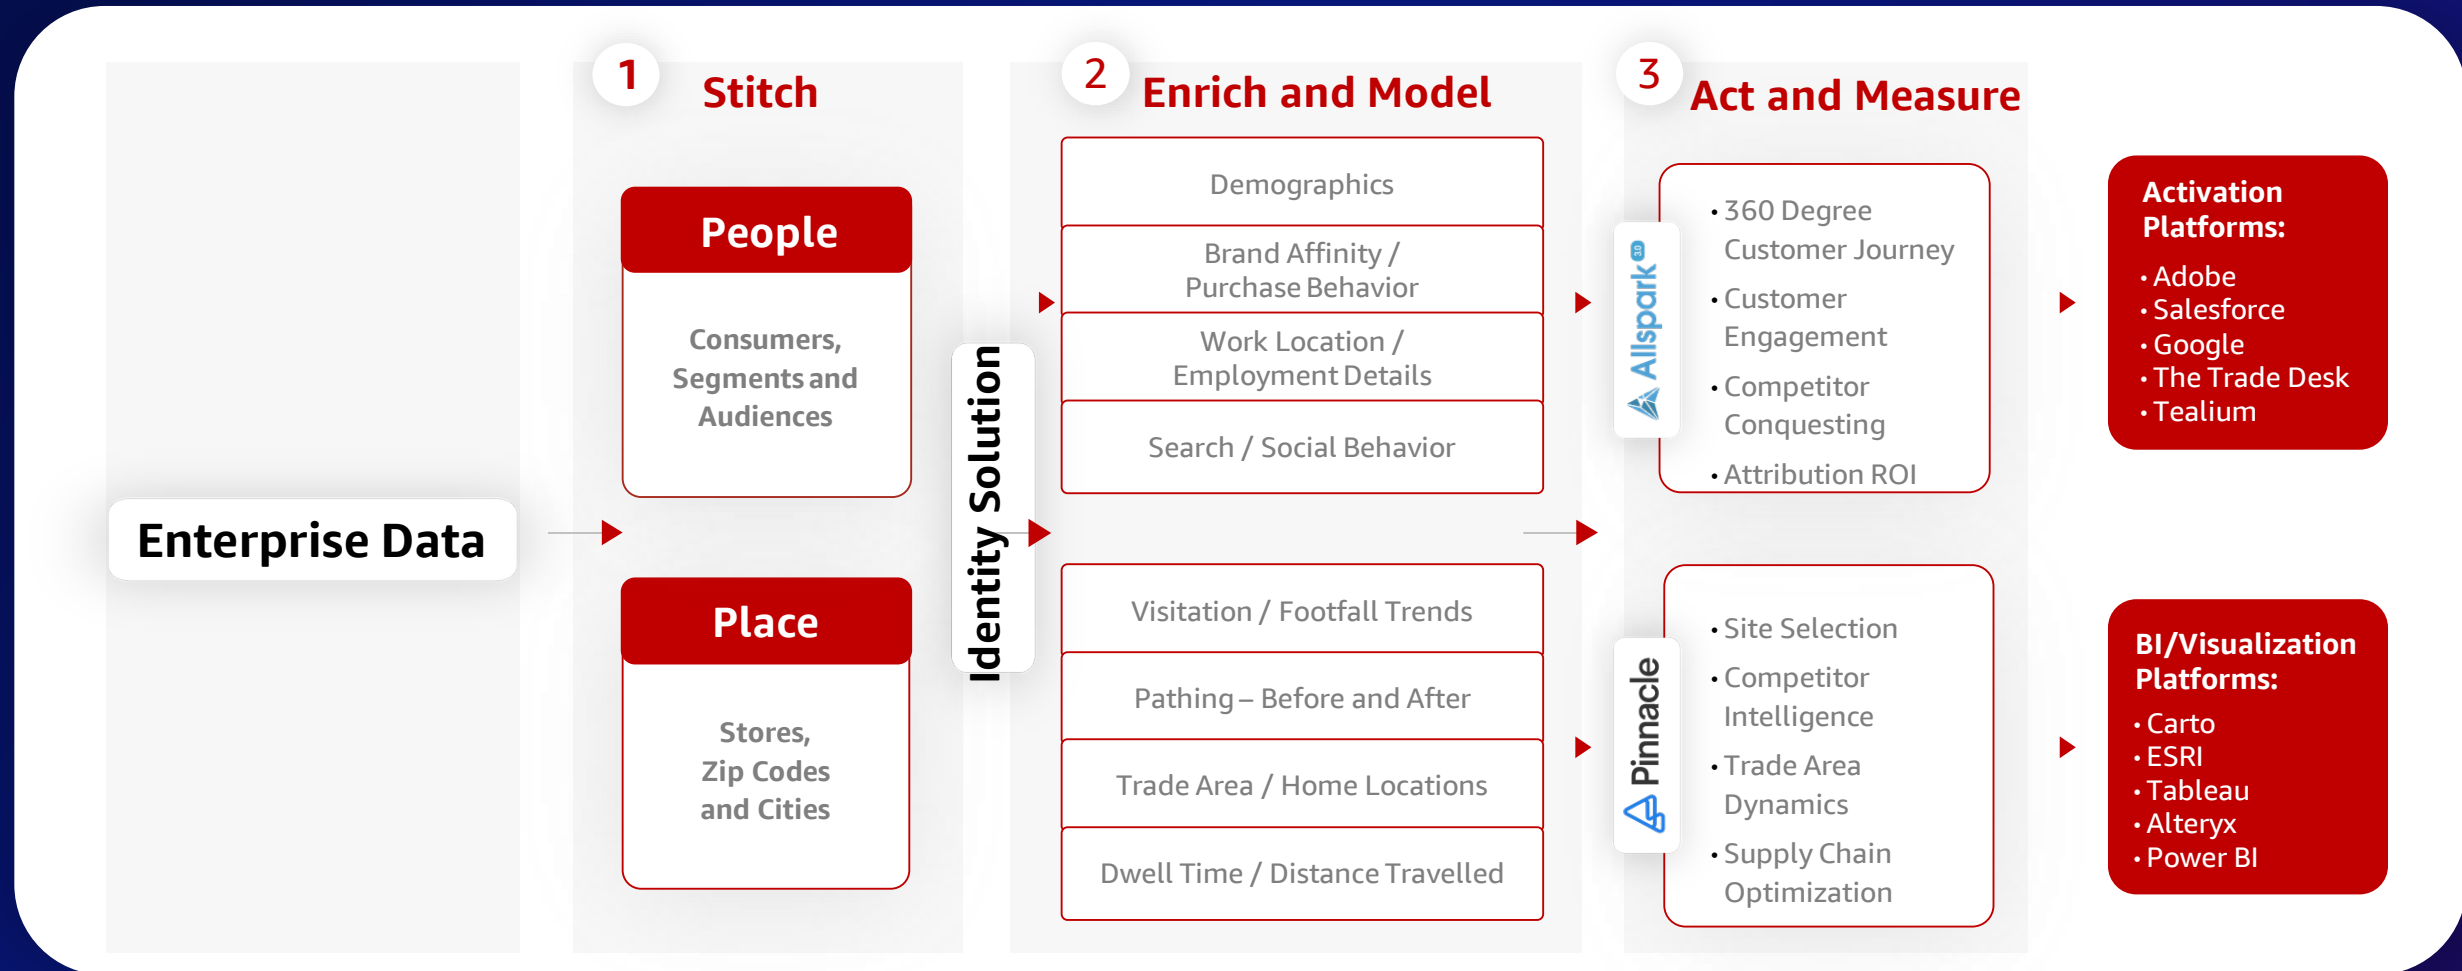 Enterprise Data
1
Stitch
People
Consumers,
Segments and
Audiences
Place
Stores,
Zip Codes
and Cities
Identity Solution
2
Enrich and Model
Demographics
Brand Affinity /
Purchase Behavior
Work Location /
Employment Details
Search / Social Behavior
Visitation / Footfall Trends
Pathing – Before and After
Trade Area / Home Locations
Dwell Time / Distance Travelled
3
Act and Measure
Allspark 3.0
• 360 Degree
Customer Journey
• Customer
Engagement
• Competitor
Conquesting
• Attribution ROI
Pinnacle
• Site Selection
• Competitor
Intelligence
• Trade Area
Dynamics
• Supply Chain
Optimization
Activation
Platforms:
• Adobe
• Salesforce
• Google
• The Trade Desk
• Tealium
BI/Visualization
Platforms:
• Carto
• ESRI
• Tableau
• Alteryx
• Power BI